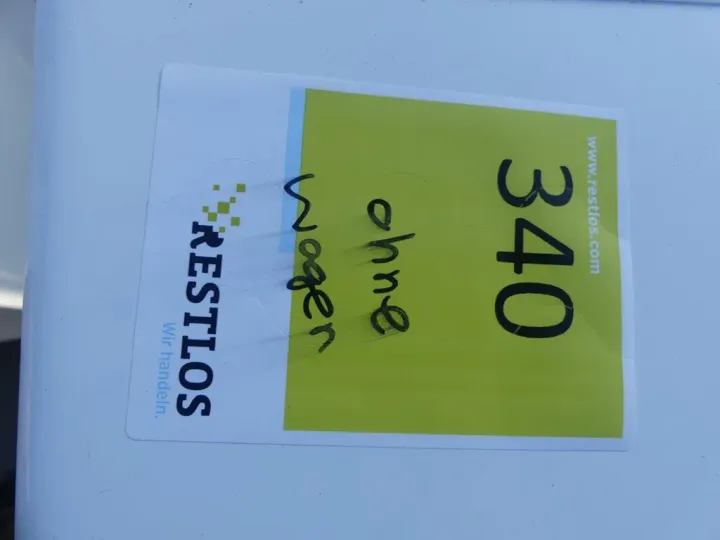 www.restlos.com
340
ohne
wagen
RESTLOS
Wir handeln.